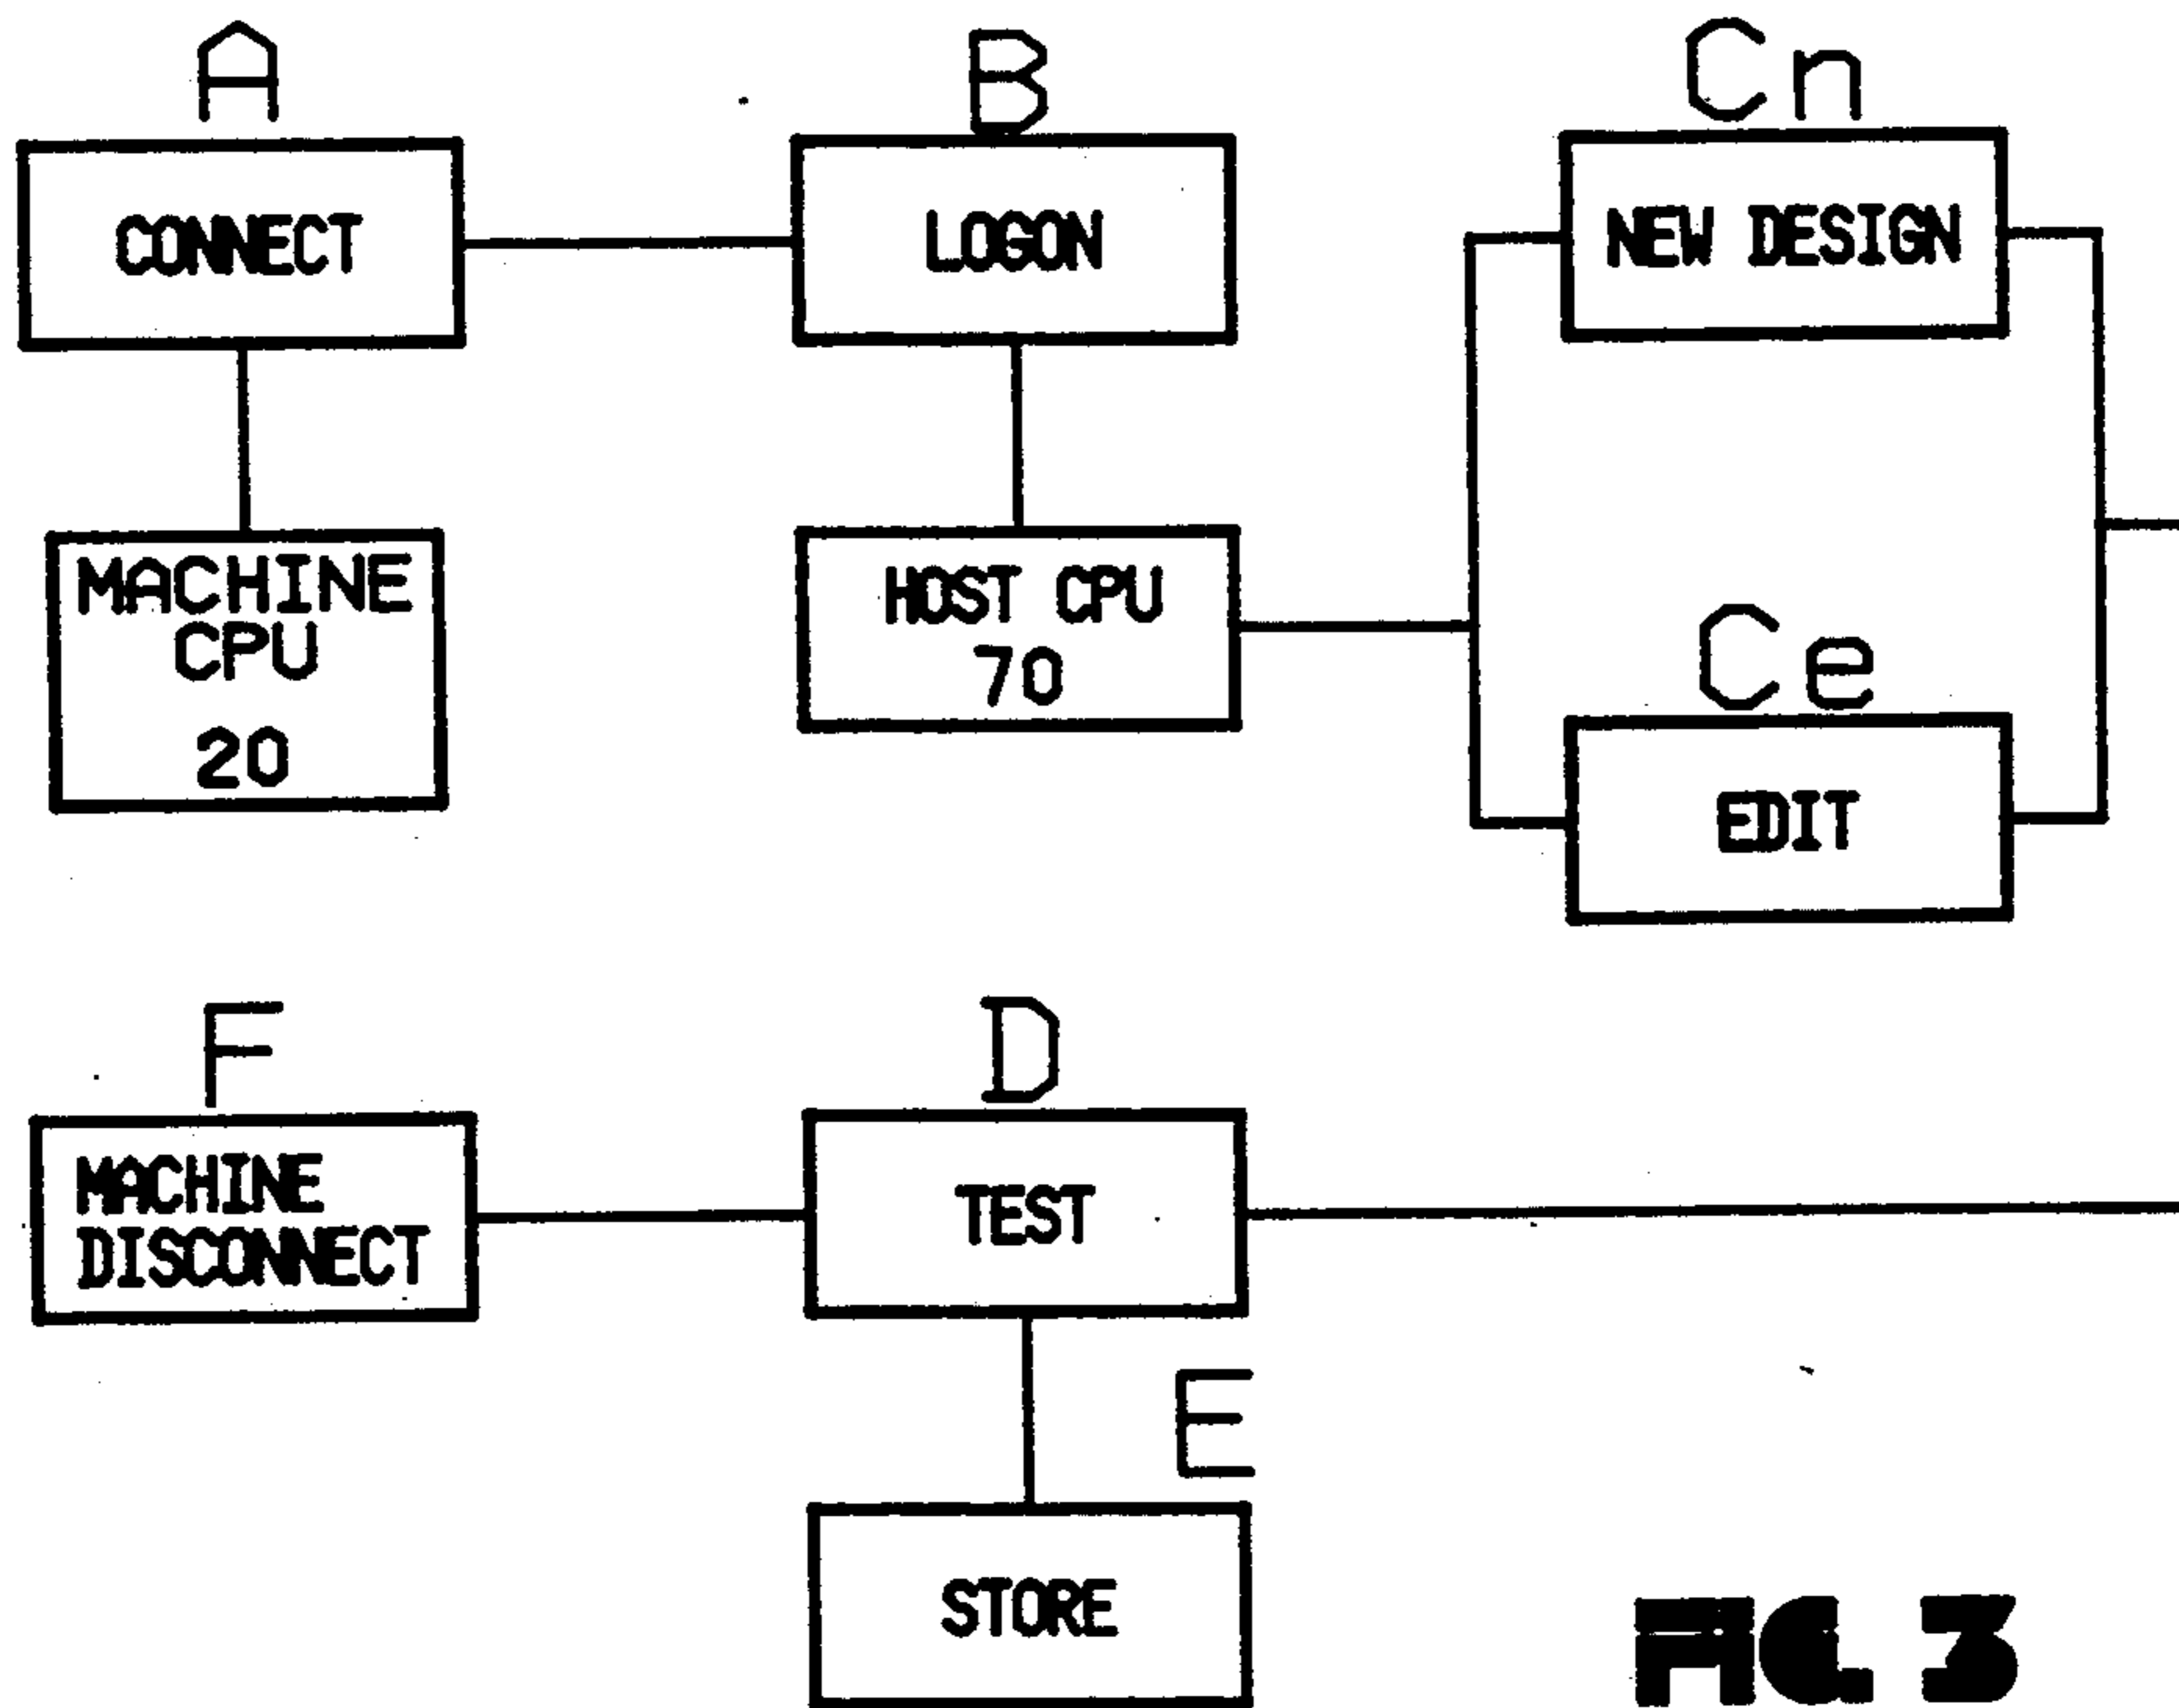 A
B
Cn
CONNECT
LOGON
NEW DESIGN
MACHINE
CPU
20
HOST CPU
70
Ce
EDIT
F
D
MACHINE
DISCONNECT
TEST
E
STORE
FIG. 3